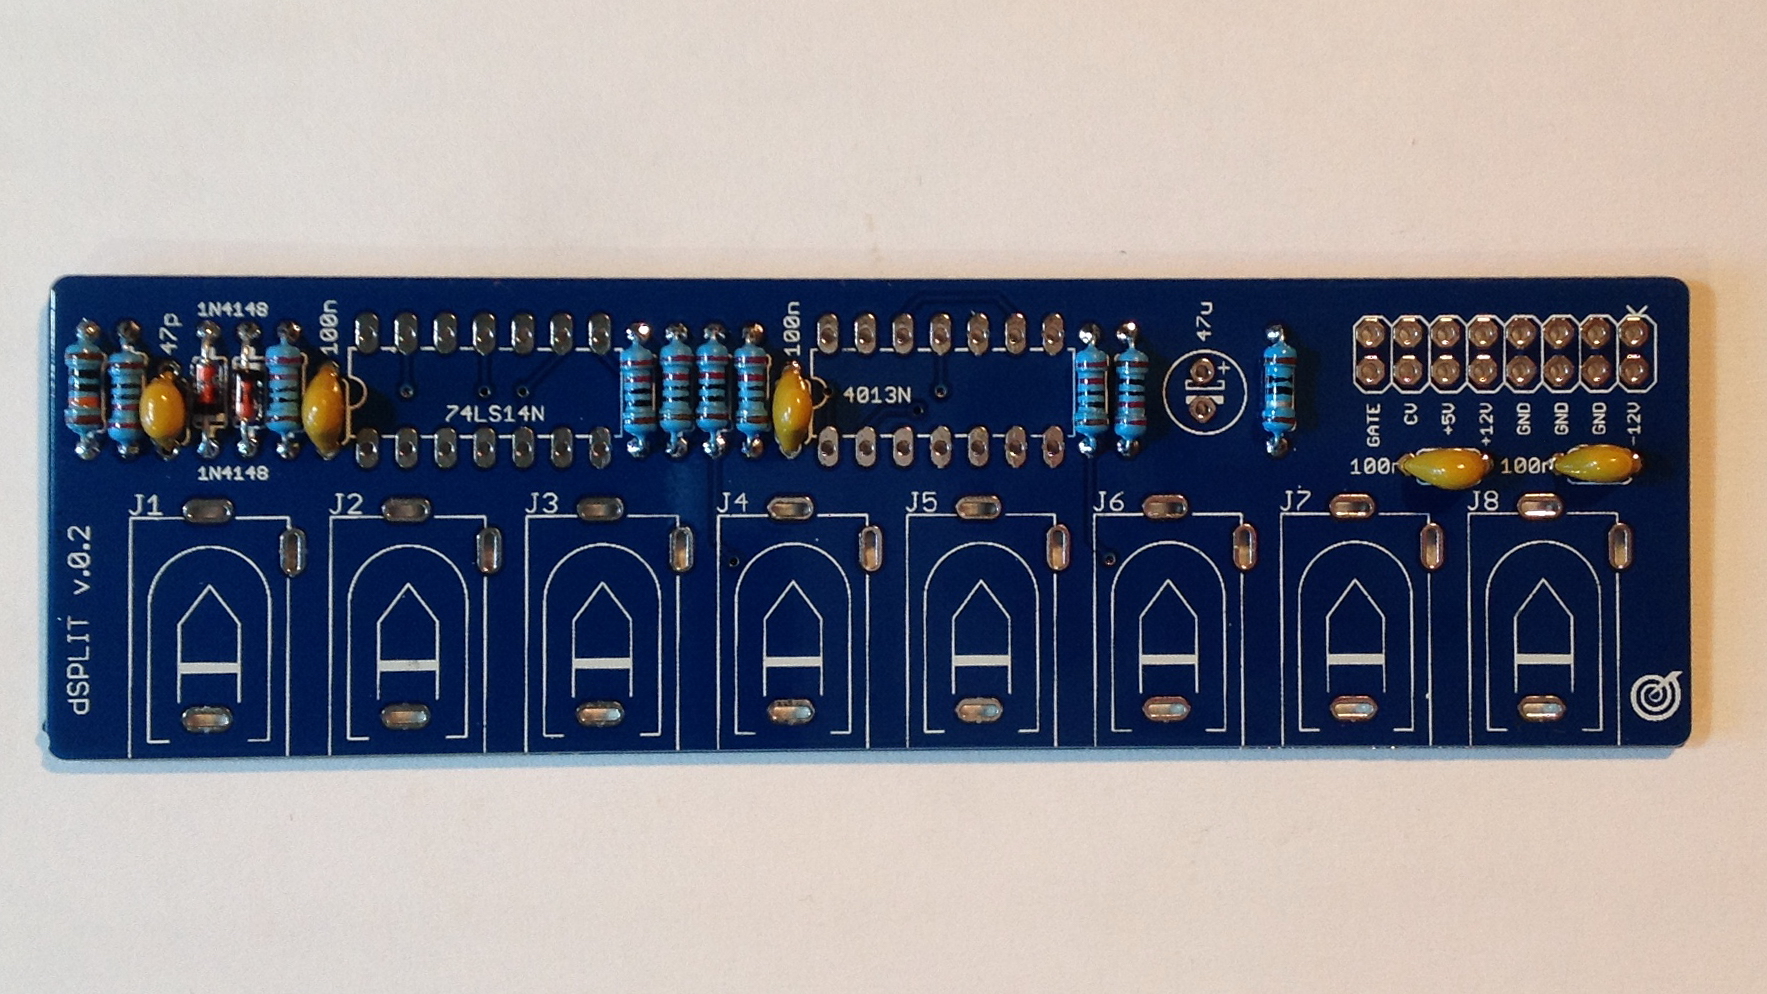 47p
1N4148
100n
74LS14N
1N4148
100n
4013N
47u
+
GATE
CV
+5V
+12V
GND
GND
GND
-12V
100n
100n
J1
J2
J3
J4
J5
J6
J7
J8
dSPLIT v.0.2